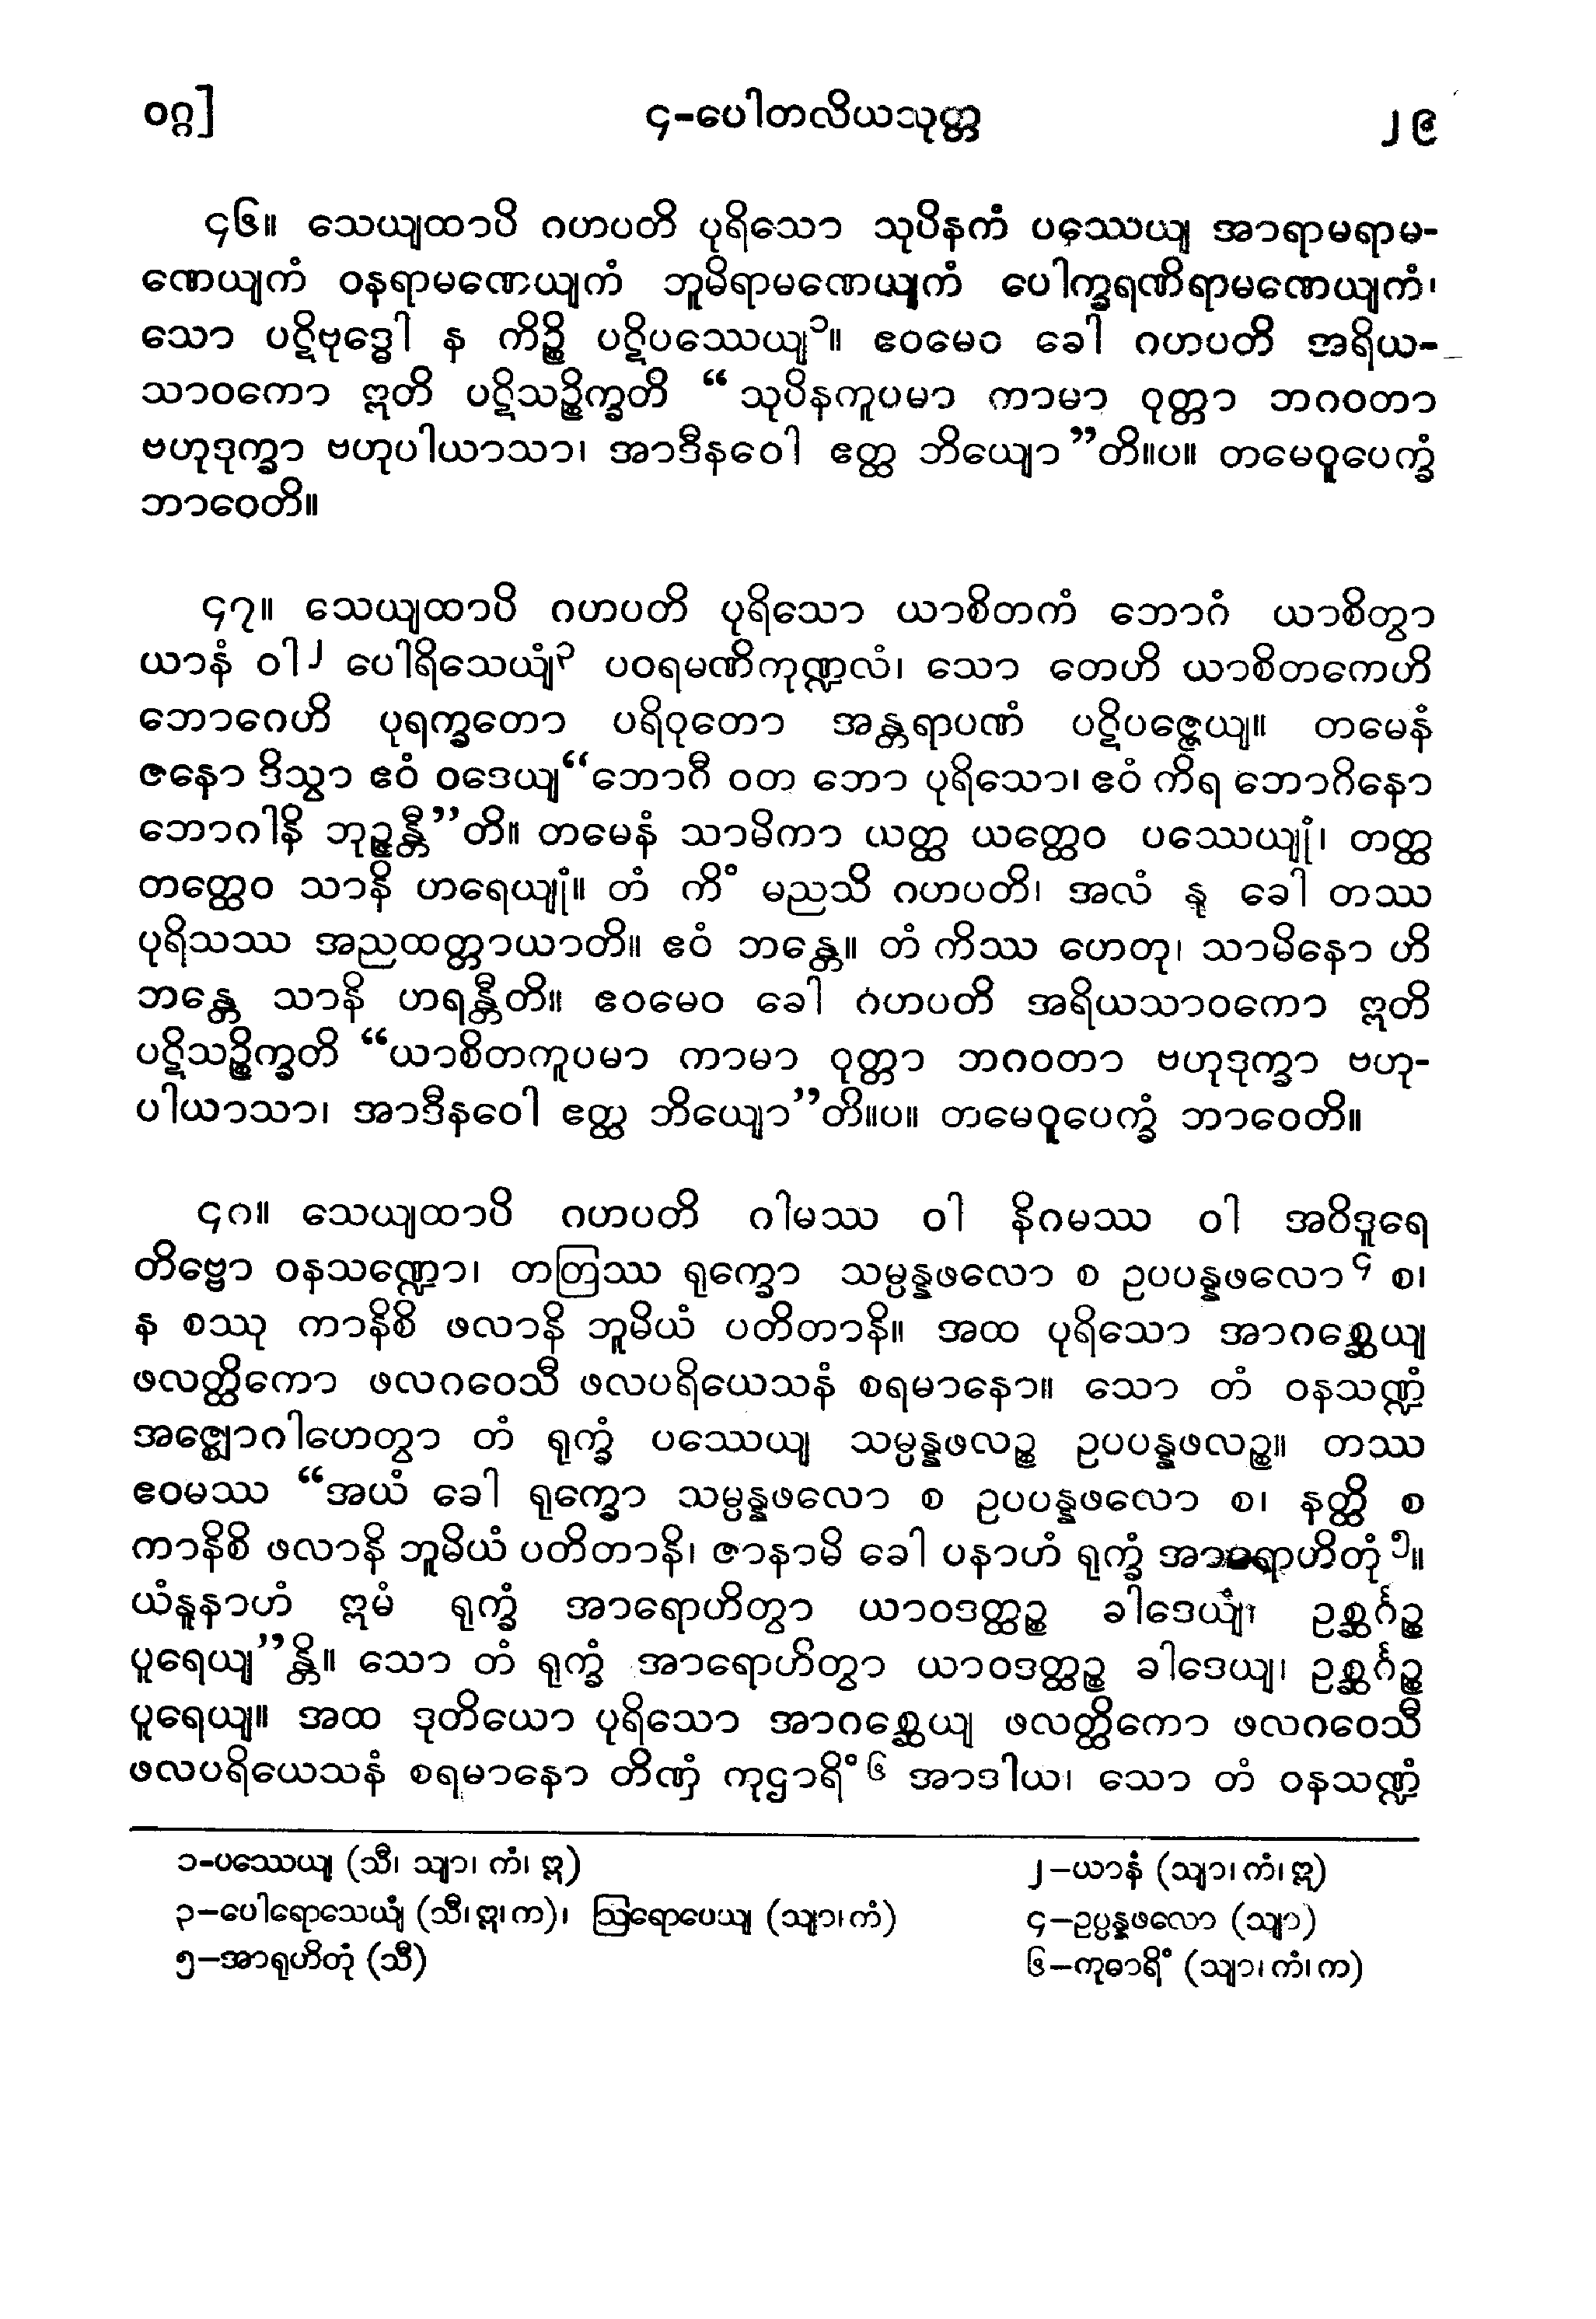 ဝဂ္ဂ]
၄-ပေါတလိယသုတ္တ
၂၉
၄၆။ သေယျထာပိ ဂဟပတိ ပုရိသော သုပိနကံ ပဿေယျ အာရာမရာမ-
ဏေယျကံ ဝနရာမဏေယျကံ ဘူမိရာမဏေယျကံ ပေါက္ခရဏိရာမဏေယျကံ၊
သော ပဋိဗုဒ္ဓေါ န ကိဉ္စိ ပဋိပဿေယျ၁။ ဧဝမေဝ ခေါ ဂဟပတိ အရိယ-
သာဝကော ဣတိ ပဋိသဉ္စိက္ခတိ “သုပိနကူပမာ ကာမာ ဝုတ္တာ ဘဂဝတာ
ဗဟုဒုက္ခာ ဗဟုပါယာသာ၊ အာဒီနဝေါ ဧတ္ထ ဘိယျော”တိ။ပ။ တမေဝူပေက္ခံ
ဘာဝေတိ။
၄၇။ သေယျထာပိ ဂဟပတိ ပုရိသော ယာစိတကံ ဘောဂံ ယာစိတွာ
ယာနံ ဝါ၂ ပေါရိသေယျံ၃ ပဝရမဏိကုဏ္ဍလံ၊ သော တေဟိ ယာစိတကေဟိ
ဘောဂေဟိ ပုရက္ခတော ပရိဝုတော အန္တရာပဏံ ပဋိပဇ္ဇေယျ။ တမေနံ
ဇနော ဒိသွာ ဧဝံ ဝဒေယျ“ဘောဂီ ဝတ ဘော ပုရိသော၊ ဧဝံ ကိရ ဘောဂိနော
ဘောဂါနိ ဘုဉ္ဇန္တီ”တိ။ တမေနံ သာမိကာ ယတ္ထ ယတ္ထေဝ ပဿေယျုံ၊ တတ္ထ
တတ္ထေဝ သာနိ ဟရေယျုံ။ တံ ကိံ မညသိ ဂဟပတိ၊ အလံ နု ခေါ တဿ
ပုရိသဿ အညထတ္တာယာတိ။ ဧဝံ ဘန္တေ။ တံ ကိဿ ဟေတု၊ သာမိနော ဟိ
ဘန္တေ သာနိ ဟရန္တီတိ။ ဧဝမေဝ ခေါ ဂဟပတိ အရိယသာဝကော ဣတိ
ပဋိသဉ္စိက္ခတိ “ယာစိတကူပမာ ကာမာ ဝုတ္တာ ဘဂဝတာ ဗဟုဒုက္ခာ ဗဟု-
ပါယာသာ၊ အာဒီနဝေါ ဧတ္ထ ဘိယျော”တိ။ပ။ တမေဝူပေက္ခံ ဘာဝေတိ။
၄၈။ သေယျထာပိ ဂဟပတိ ဂါမဿ ဝါ နိဂမဿ ဝါ အဝိဒူရေ
တိဗ္ဗော ဝနသဏ္ဍော၊ တတြဿ ရုက္ခော သမ္ပန္နဖလော စ ဥပပန္နဖလော၄ စ၊
န စဿု ကာနိစိ ဖလာနိ ဘူမိယံ ပတိတာနိ။ အထ ပုရိသော အာဂစ္ဆေယျ
ဖလတ္ထိကော ဖလဂဝေသီ ဖလပရိယေသနံ စရမာနော။ သော တံ ဝနသဏ္ဍံ
အဇ္ဈောဂါဟေတွာ တံ ရုက္ခံ ပဿေယျ သမ္ပန္နဖလဉ္စ ဥပပန္နဖလဉ္စ။ တဿ
ဧဝမဿ “အယံ ခေါ ရုက္ခော သမ္ပန္နဖလော စ ဥပပန္နဖလော စ၊ နတ္ထိ စ
ကာနိစိ ဖလာနိ ဘူမိယံ ပတိတာနိ၊ ဇာနာမိ ခေါ ပနာဟံ ရုက္ခံ အာရောဟိတုံ၅။
ယံနူနာဟံ ဣမံ ရုက္ခံ အာရောဟိတွာ ယာဝဒတ္ထဉ္စ ခါဒေယျံ၊ ဥစ္ဆင်္ဂဉ္စ
ပူရေယျ”န္တိ။ သော တံ ရုက္ခံ အာရောဟိတွာ ယာဝဒတ္ထဉ္စ ခါဒေယျ၊ ဥစ္ဆင်္ဂဉ္စ
ပူရေယျ။ အထ ဒုတိယော ပုရိသော အာဂစ္ဆေယျ ဖလတ္ထိကော ဖလဂဝေသီ
ဖလပရိယေသနံ စရမာနော တိဏှံ ကုဌာရိံ၆ အာဒါယ၊ သော တံ ဝနသဏ္ဍံ
၁-ပဿေယျ (သီ၊ သျာ၊ ကံ၊ ဣ)
၂-ယာနံ (သျာ၊ကံ၊ဣ)
၃-ပေါရောသေယျံ (သီ၊ဣ၊က)၊ ဩရောပေယျ (သျာ၊ကံ)
၄-ဥပ္ပန္နဖလော (သျာ)
၅-အာရုဟိတုံ (သီ)
၆-ကုဓာရိံ (သျာ၊ကံ၊က)